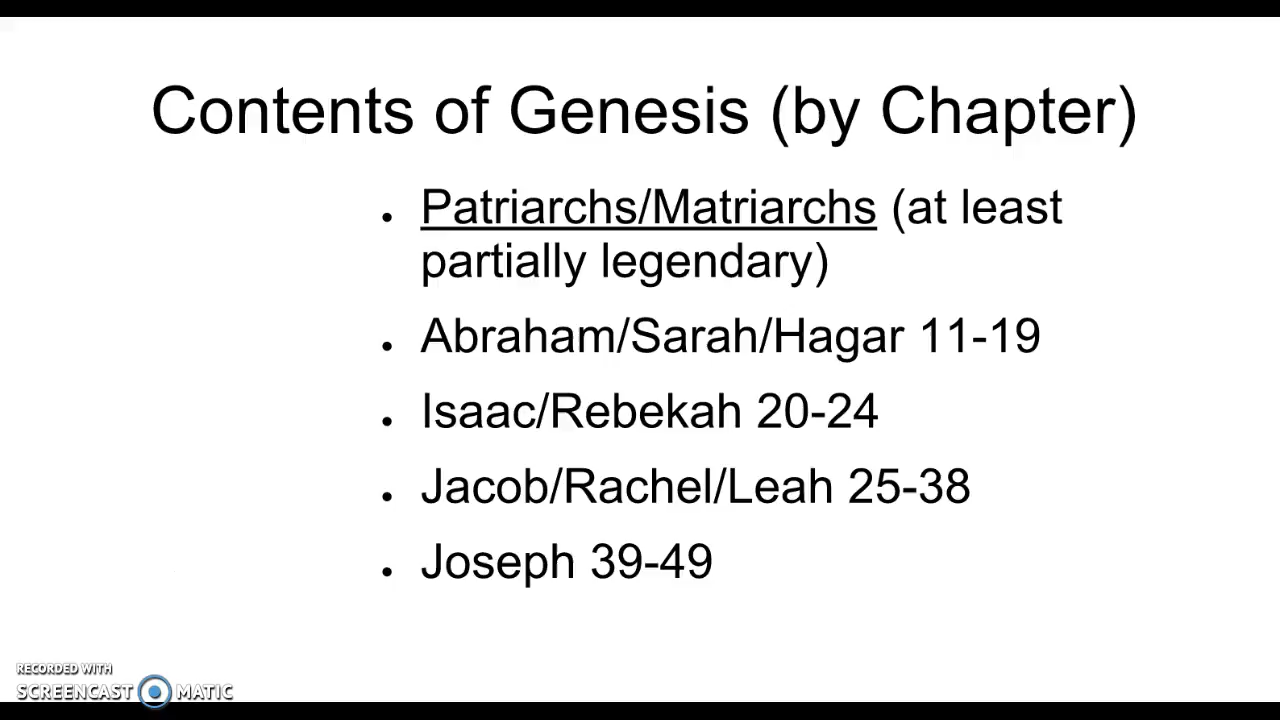 Contents of Genesis (by Chapter)
Patriarchs/Matriarchs (at least
partially legendary)
Abraham/Sarah/Hagar 11-19
Isaac/Rebekah 20-24
Jacob/Rachel/Leah 25-38
Joseph 39-49
RECORDED WITH
SCREENCAST MATIC